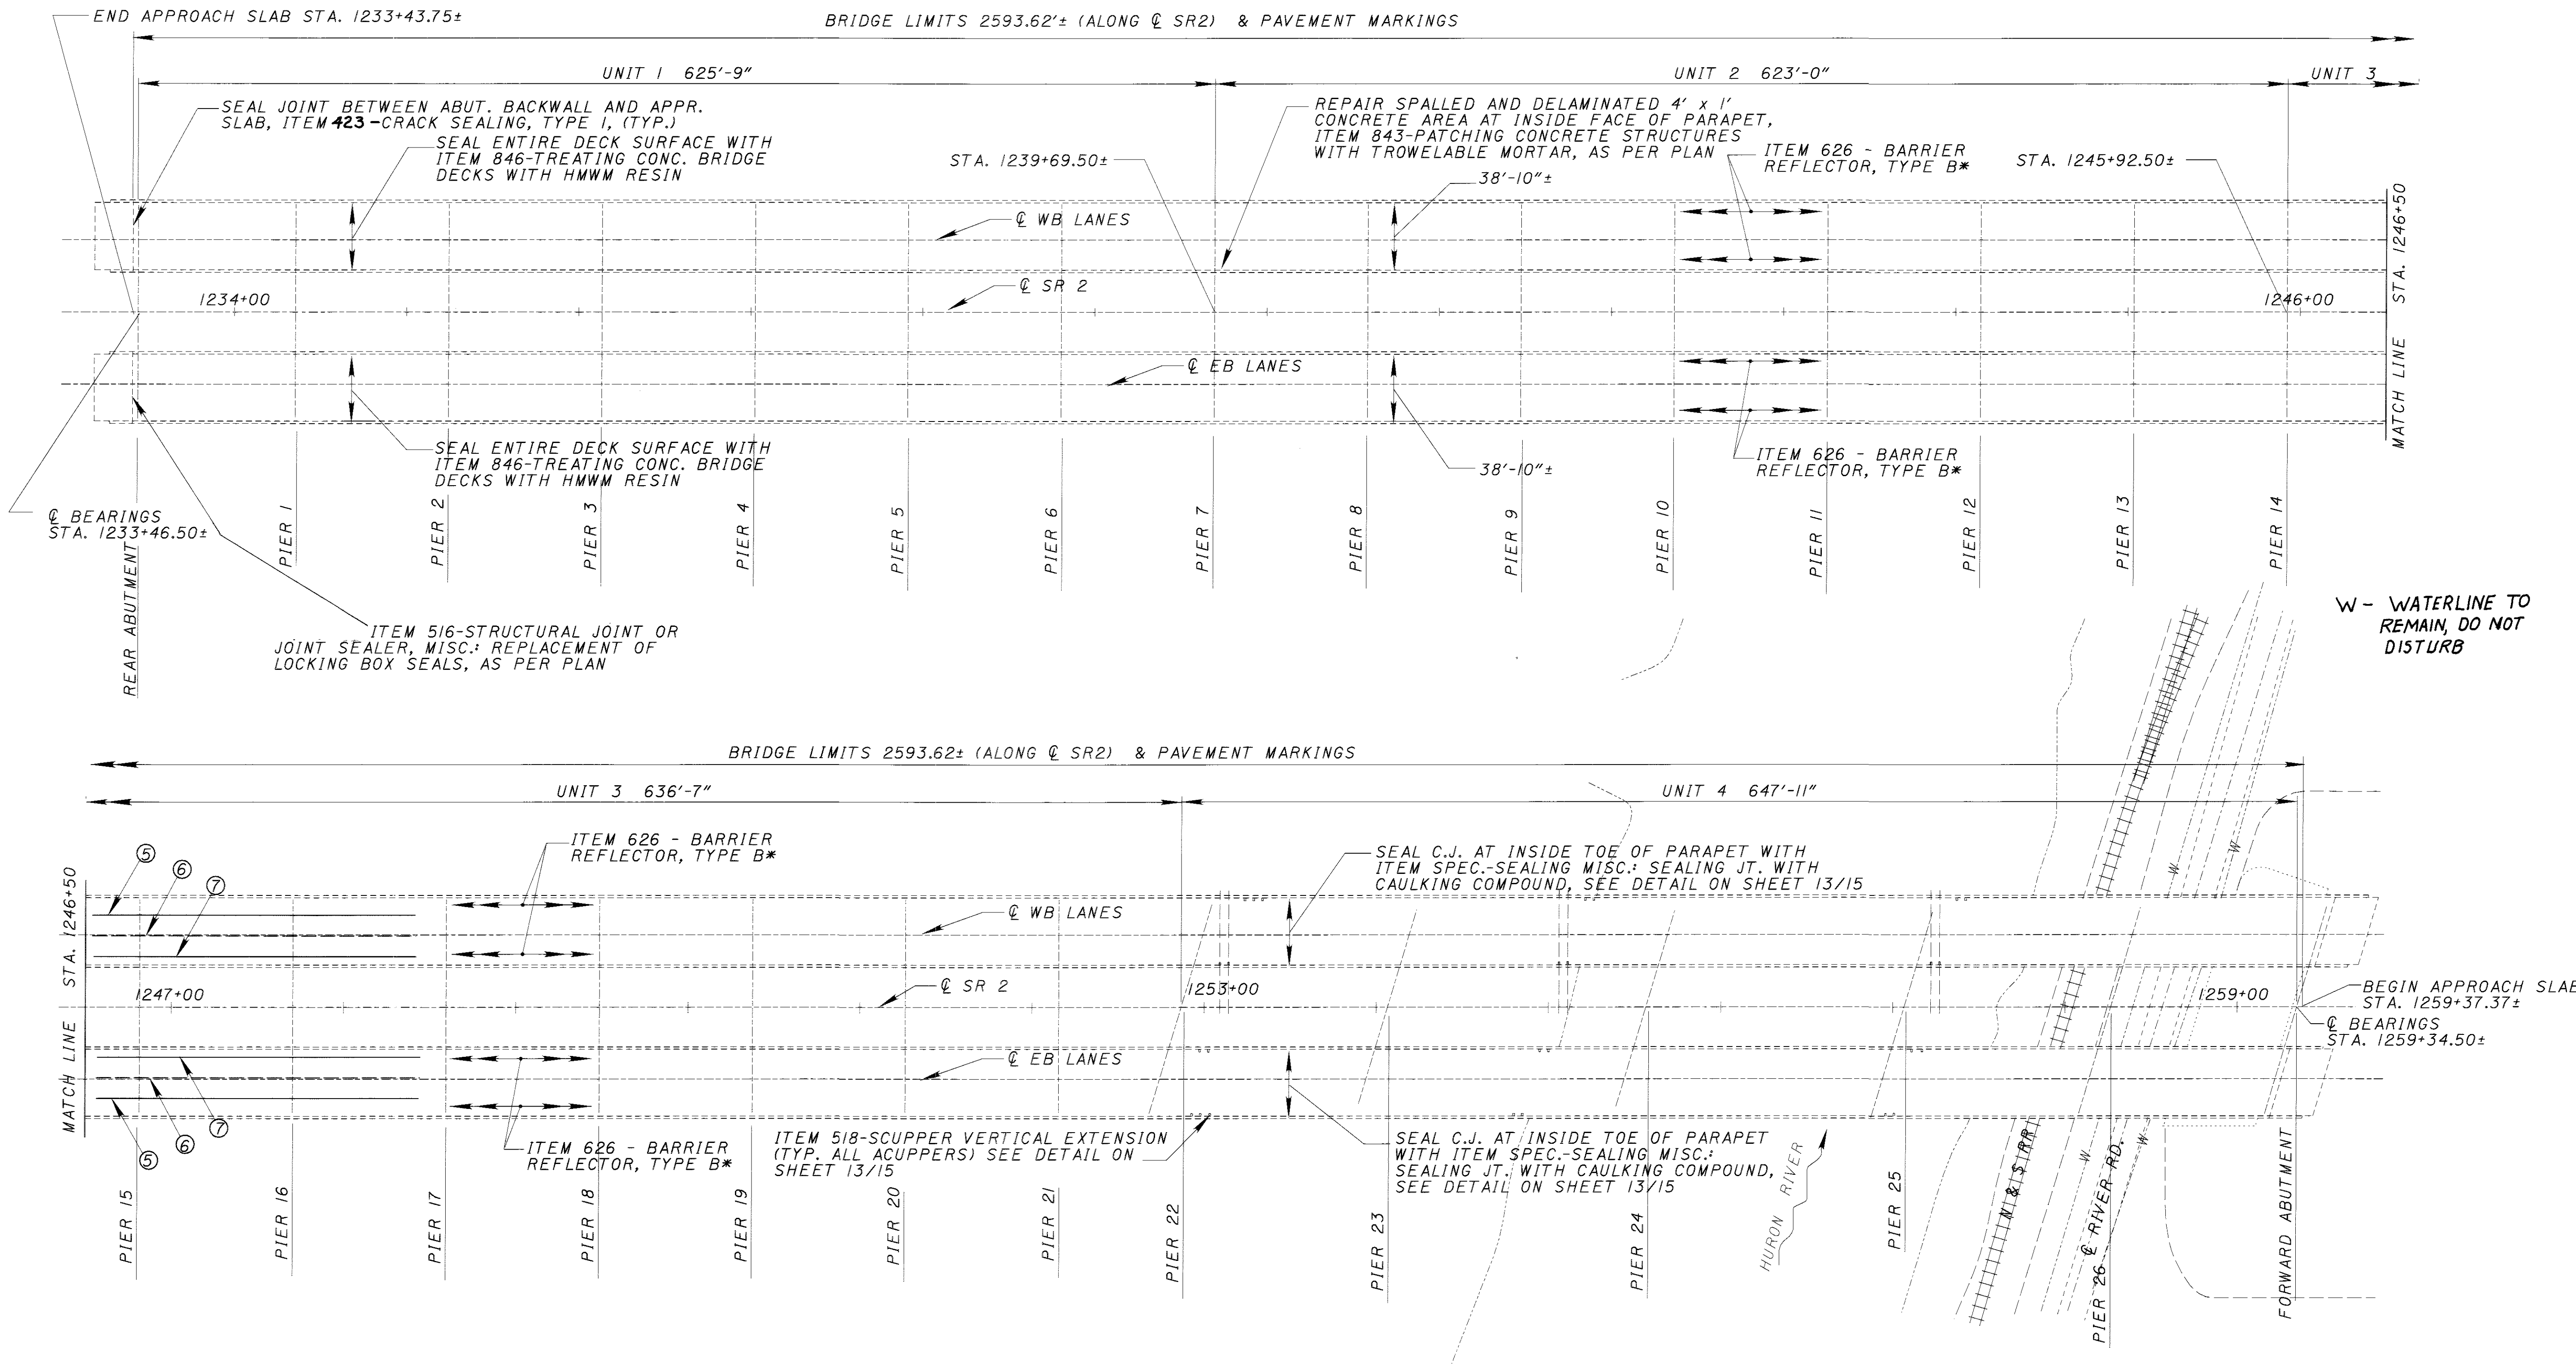 END APPROACH SLAB STA. 1233+43.75±
BRIDGE LIMITS 2593.62'± (ALONG ℄ SR2) & PAVEMENT MARKINGS
UNIT 1 625'-9"
UNIT 2 623'-0"
UNIT 3
SEAL JOINT BETWEEN ABUT. BACKWALL AND APPR.
SLAB, ITEM 423-CRACK SEALING, TYPE 1, (TYP.)
SEAL ENTIRE DECK SURFACE WITH
ITEM 846-TREATING CONC. BRIDGE
DECKS WITH HMWM RESIN
STA. 1239+69.50±
REPAIR SPALLED AND DELAMINATED 4' x 1'
CONCRETE AREA AT INSIDE FACE OF PARAPET,
ITEM 843-PATCHING CONCRETE STRUCTURES
WITH TROWELABLE MORTAR, AS PER PLAN
38'-10"±
ITEM 626 - BARRIER
REFLECTOR, TYPE B*
STA. 1245+92.50±
℄ WB LANES
1234+00
℄ SR 2
1246+00
MATCH LINE STA. 1246+50
℄ EB LANES
SEAL ENTIRE DECK SURFACE WITH
ITEM 846-TREATING CONC. BRIDGE
DECKS WITH HMWM RESIN
38'-10"±
ITEM 626 - BARRIER
REFLECTOR, TYPE B*
℄ BEARINGS
STA. 1233+46.50±
REAR ABUTMENT
PIER 1
PIER 2
PIER 3
PIER 4
PIER 5
PIER 6
PIER 7
PIER 8
PIER 9
PIER 10
PIER 11
PIER 12
PIER 13
PIER 14
ITEM 516-STRUCTURAL JOINT OR
JOINT SEALER, MISC.: REPLACEMENT OF
LOCKING BOX SEALS, AS PER PLAN
W - WATERLINE TO
REMAIN, DO NOT
DISTURB
BRIDGE LIMITS 2593.62± (ALONG ℄ SR2) & PAVEMENT MARKINGS
UNIT 3 636'-7"
UNIT 4 647'-11"
ITEM 626 - BARRIER
REFLECTOR, TYPE B*
SEAL C.J. AT INSIDE TOE OF PARAPET WITH
ITEM SPEC.-SEALING MISC.: SEALING JT. WITH
CAULKING COMPOUND, SEE DETAIL ON SHEET 13/15
5
6
7
W
W
MATCH LINE STA. 1246+50
℄ WB LANES
1247+00
℄ SR 2
1253+00
1259+00
BEGIN APPROACH SLAB
STA. 1259+37.37±
℄ BEARINGS
STA. 1259+34.50±
℄ EB LANES
7
6
5
ITEM 626 - BARRIER
REFLECTOR, TYPE B*
ITEM 518-SCUPPER VERTICAL EXTENSION
(TYP. ALL ACUPPERS) SEE DETAIL ON
SHEET 13/15
SEAL C.J. AT INSIDE TOE OF PARAPET
WITH ITEM SPEC.-SEALING MISC.:
SEALING JT. WITH CAULKING COMPOUND,
SEE DETAIL ON SHEET 13/15
HURON RIVER
N & S RR
W
℄ RIVER RD.
W
PIER 15
PIER 16
PIER 17
PIER 18
PIER 19
PIER 20
PIER 21
PIER 22
PIER 23
PIER 24
PIER 25
PIER 26
FORWARD ABUTMENT